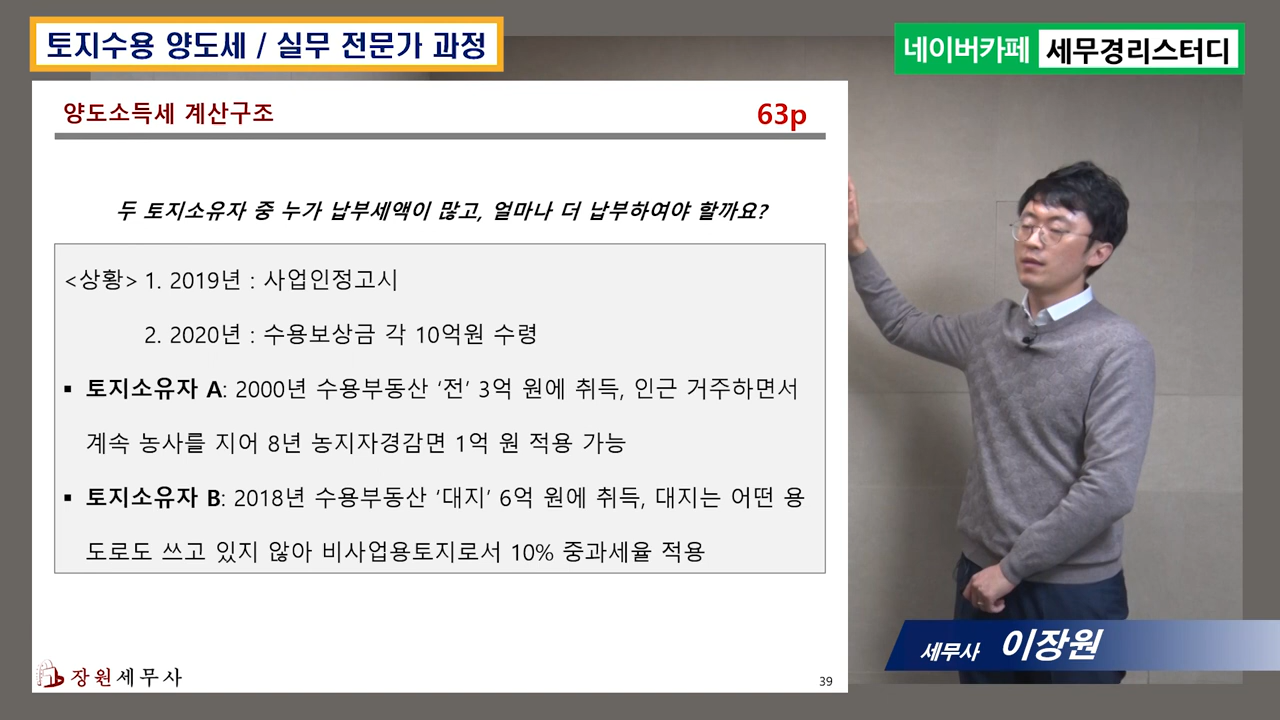 토지수용 양도세 / 실무 전문가 과정
네이버카페 세무경리스터디
양도소득세 계산구조
63p
두 토지소유자 중 누가 납부세액이 많고, 얼마나 더 납부하여야 할까요?
<상황> 1. 2019년 : 사업인정고시
2. 2020년 : 수용보상금 각 10억원 수령
▪ 토지소유자 A: 2000년 수용부동산 ‘전’ 3억 원에 취득, 인근 거주하면서
계속 농사를 지어 8년 농지자경감면 1억 원 적용 가능
▪ 토지소유자 B: 2018년 수용부동산 ‘대지’ 6억 원에 취득, 대지는 어떤 용
도로도 쓰고 있지 않아 비사업용토지로서 10% 중과세율 적용
세무사 이장원
장원세무사
39